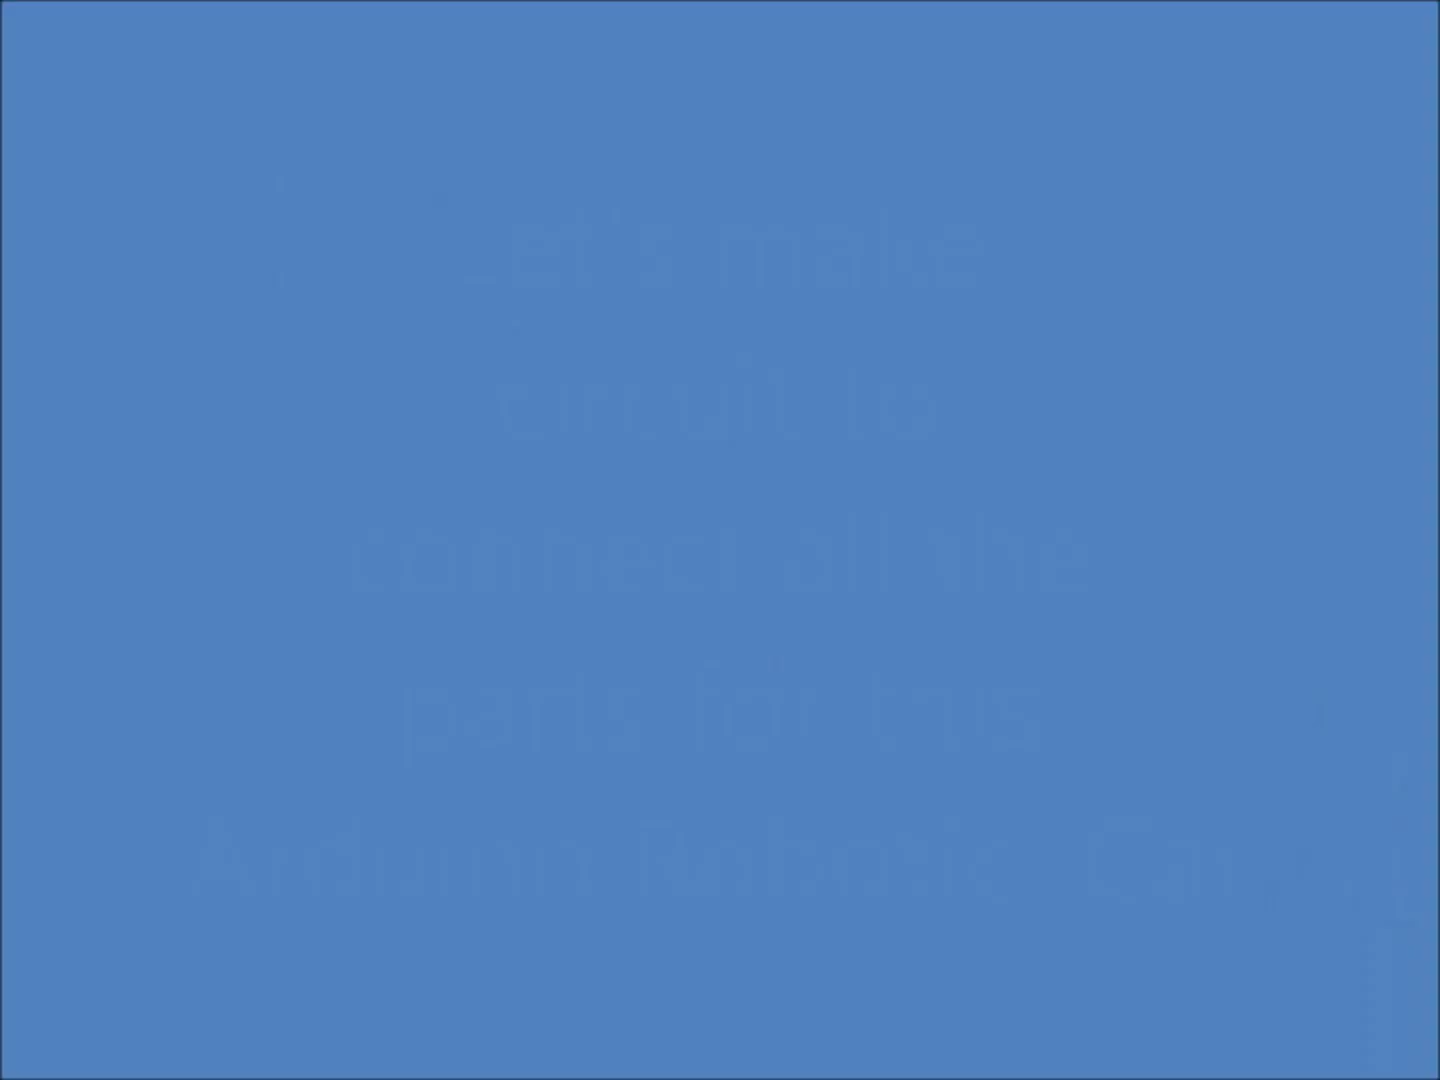 Let's make
circuit to
connect all the
parts for this
Arduino Robotic Car